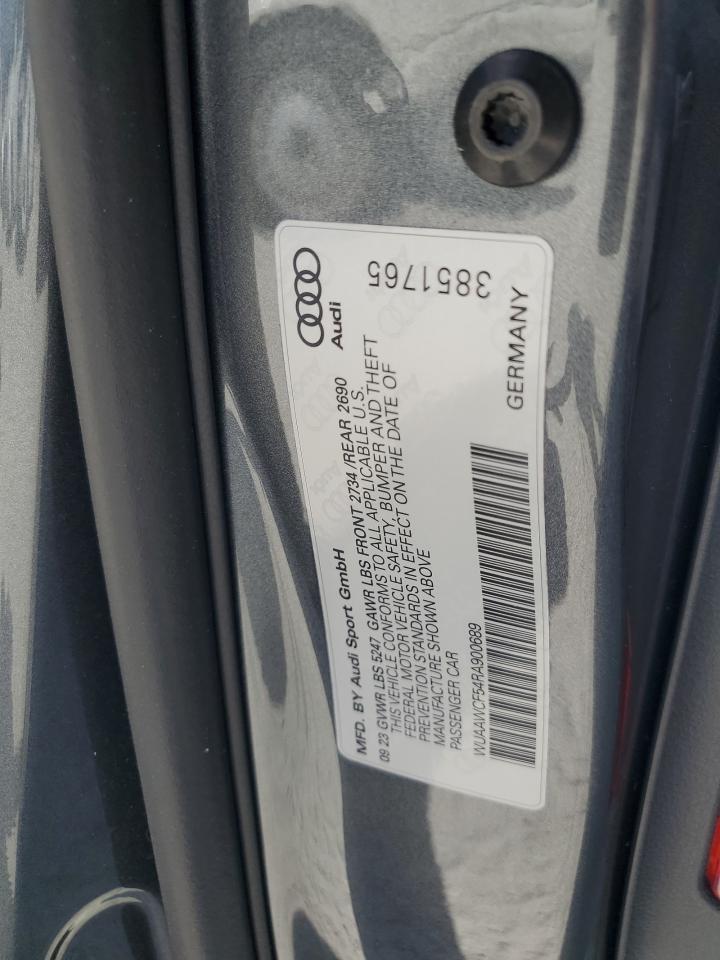 Audi
3851765
MFD. BY Audi Sport GmbH
09.23 GVWR LBS 5247 GAWR LBS FRONT 2734 /REAR 2690
THIS VEHICLE CONFORMS TO ALL APPLICABLE U.S.
FEDERAL MOTOR VEHICLE SAFETY, BUMPER AND THEFT
PREVENTION STANDARDS IN EFFECT ON THE DATE OF
MANUFACTURE SHOWN ABOVE
PASSENGER CAR
WUAAWCF54RA900689
GERMANY